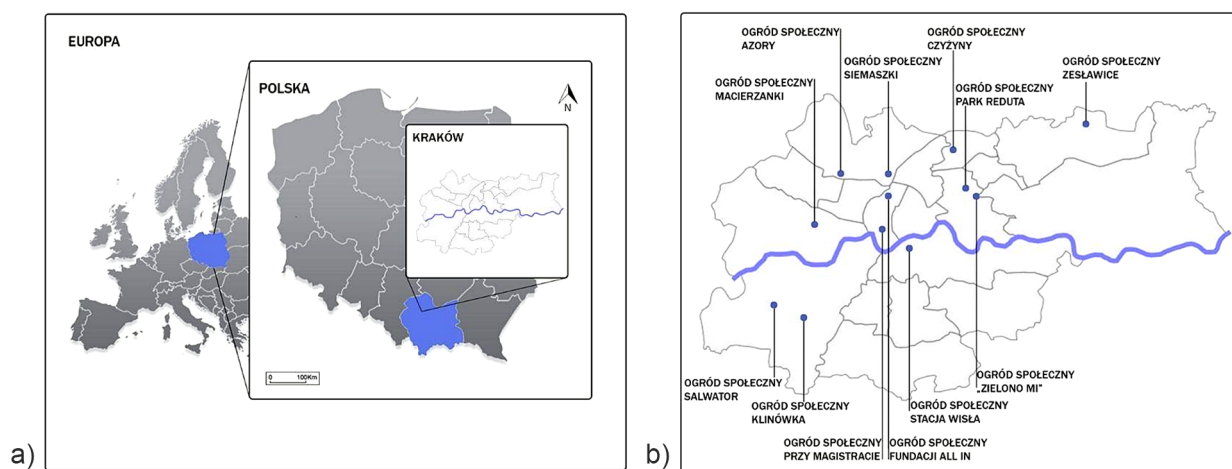 a)
EUROPA
POLSKA
N
KRAKÓW
0 100Km
b)
OGRÓD SPOŁECZNY
AZORY
OGRÓD SPOŁECZNY
CZYŻYNY
OGRÓD SPOŁECZNY
SIEMASZKI
OGRÓD SPOŁECZNY
ZESŁAWICE
OGRÓD SPOŁECZNY
MACIERZANKI
OGRÓD SPOŁECZNY
PARK REDUTA
OGRÓD SPOŁECZNY
SALWATOR
OGRÓD SPOŁECZNY
KLINÓWKA
OGRÓD SPOŁECZNY
STACJA WISŁA
OGRÓD SPOŁECZNY
„ZIELONO MI”
OGRÓD SPOŁECZNY
PRZY MAGISTRACIE
OGRÓD SPOŁECZNY
FUNDACJI ALL IN